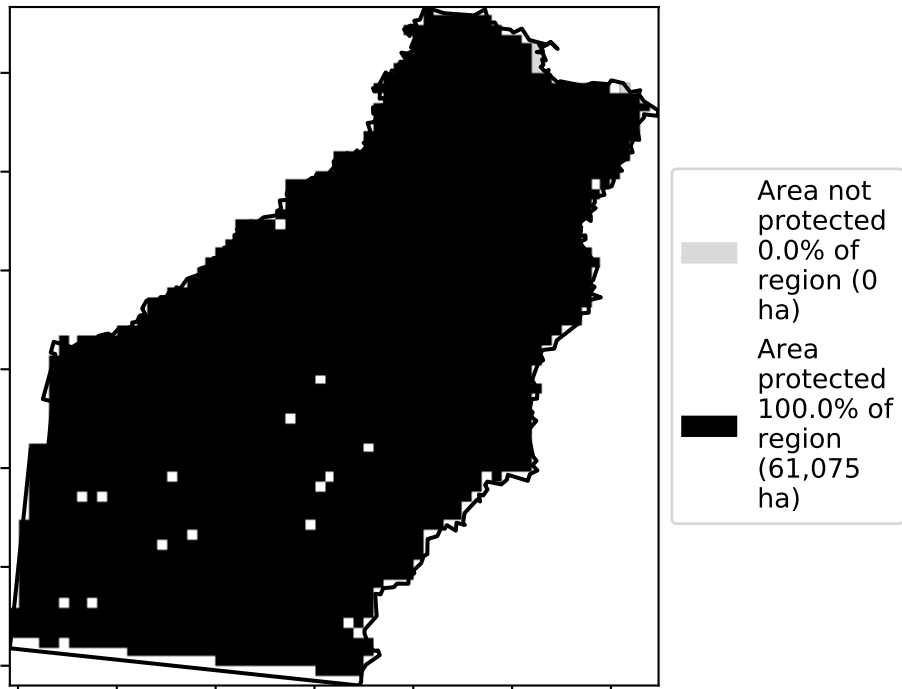 Area not
protected
0.0% of
region (0
ha)
Area
protected
100.0% of
region
(61,075
ha)